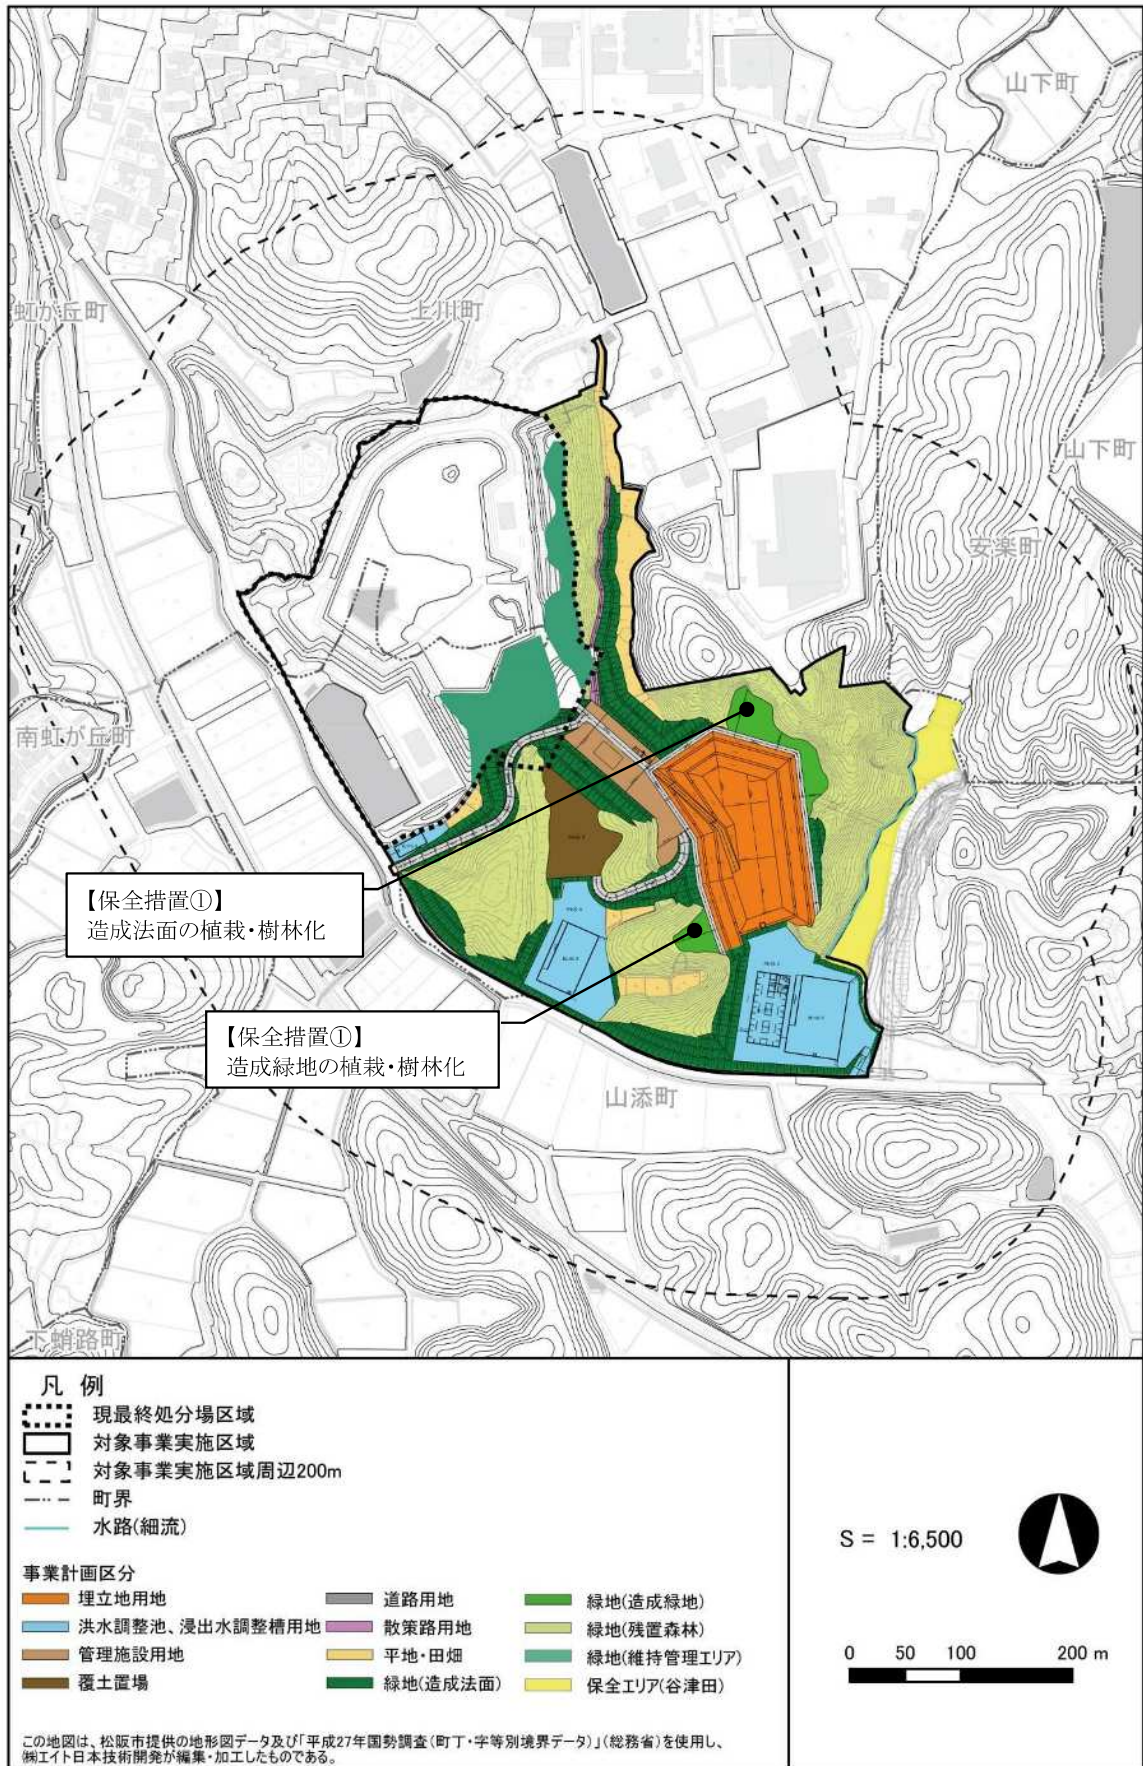 山下町
虹が丘町
上川町
山下町
安楽町
南虹が丘町
【保全措置①】
造成法面の植栽・樹林化
【保全措置①】
造成緑地の植栽・樹林化
山添町
下蛸路町
凡 例
現最終処分場区域
対象事業実施区域
対象事業実施区域周辺200m
町界
水路(細流)
事業計画区分
埋立地用地
洪水調整池、浸出水調整槽用地
管理施設用地
覆土置場
道路用地
散策路用地
平地・田畑
緑地(造成法面)
緑地(造成緑地)
緑地(残置森林)
緑地(維持管理エリア)
保全エリア(谷津田)
S = 1:6,500
0 50 100 200 m
この地図は、松阪市提供の地形図データ及び「平成27年国勢調査(町丁・字等別境界データ)」(総務省)を使用し、
㈱エイト日本技術開発が編集・加工したものである。